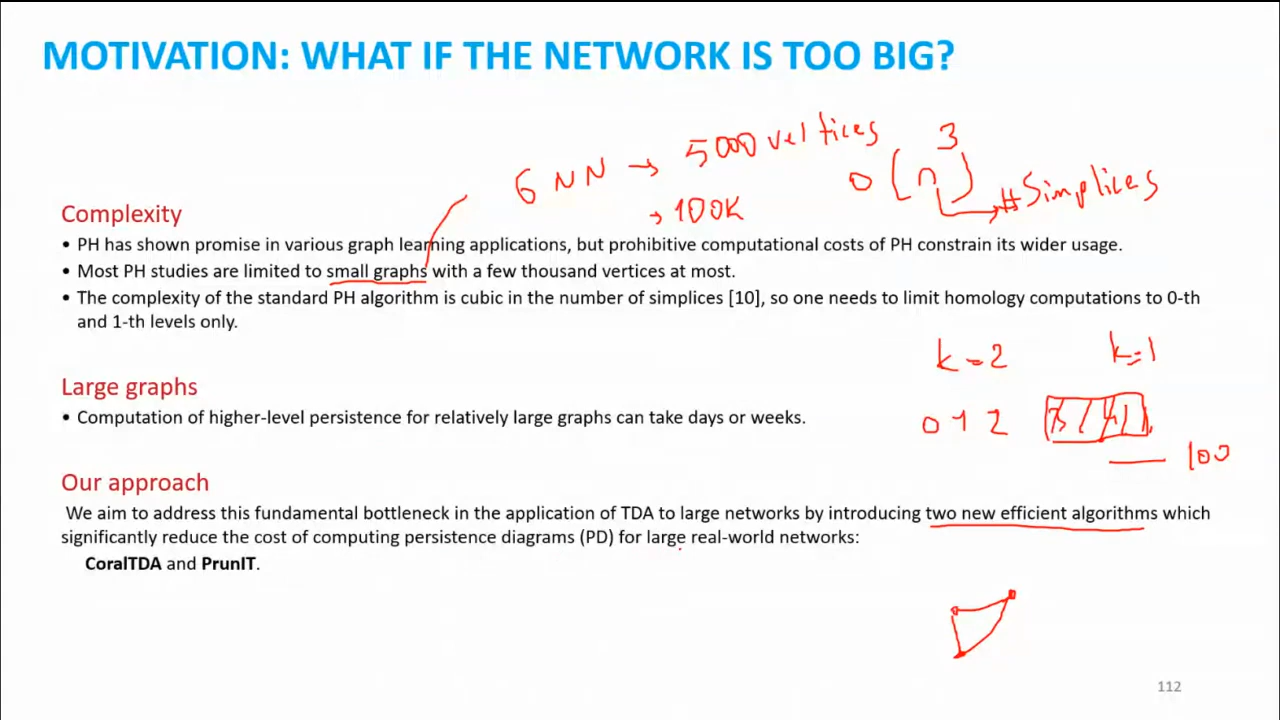 MOTIVATION: WHAT IF THE NETWORK IS TOO BIG?
6 NN → 5000 vertices
→ 100K
O(n³)
→ # Simplices
Complexity
• PH has shown promise in various graph learning applications, but prohibitive computational costs of PH constrain its wider usage.
• Most PH studies are limited to small graphs with a few thousand vertices at most.
• The complexity of the standard PH algorithm is cubic in the number of simplices [10], so one needs to limit homology computations to 0-th
and 1-th levels only.
k=2 k=1
Large graphs
• Computation of higher-level persistence for relatively large graphs can take days or weeks.
0 1 2
100
Our approach
We aim to address this fundamental bottleneck in the application of TDA to large networks by introducing two new efficient algorithms which
significantly reduce the cost of computing persistence diagrams (PD) for large real-world networks:
CoralTDA and PrunIT.
112